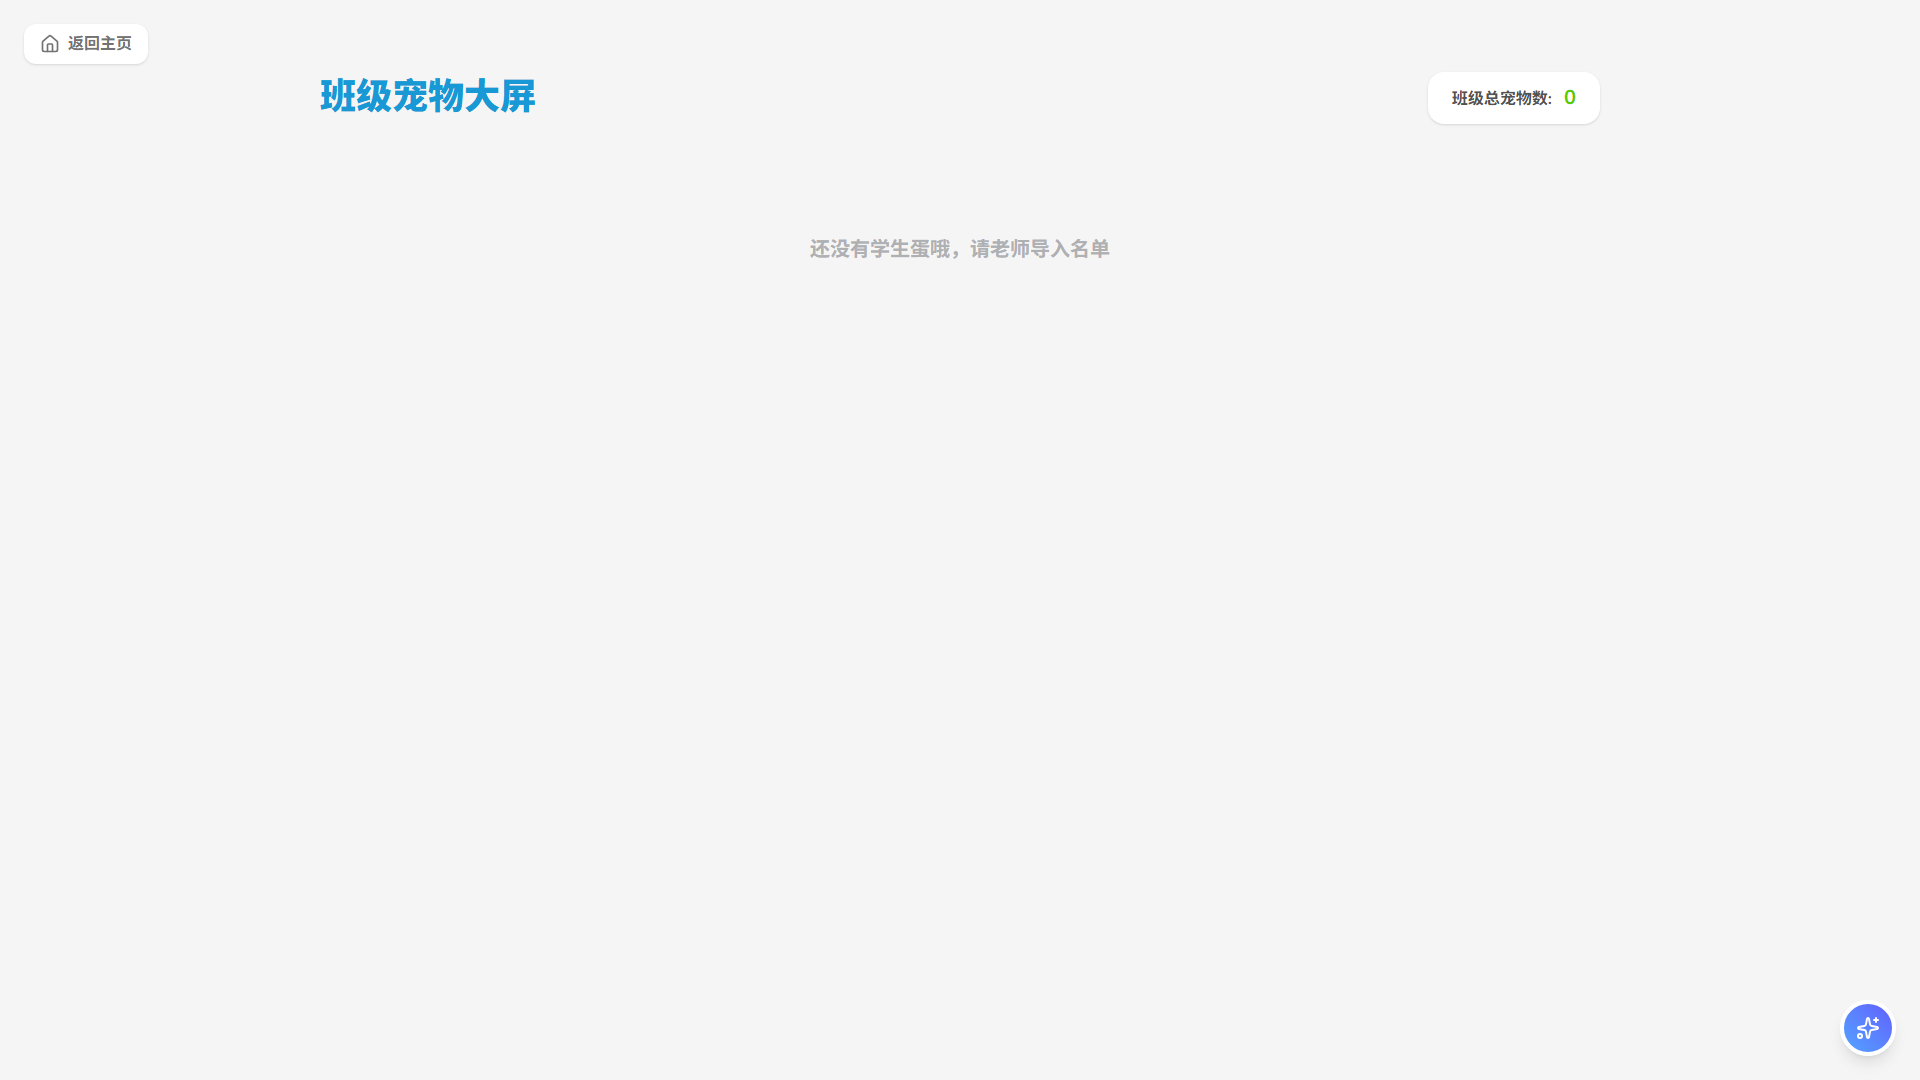 返回主页
班级宠物大屏
班级总宠物数: 0
还没有学生蛋哦，请老师导入名单